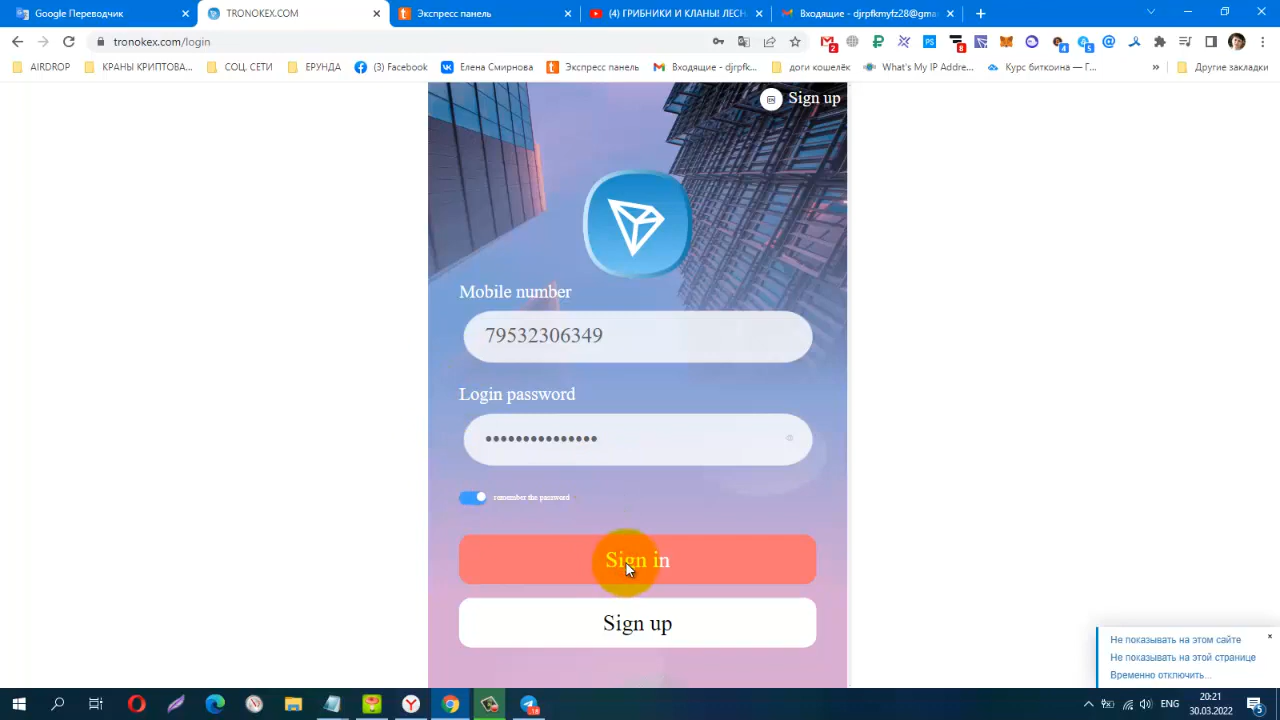 Google Переводчик
TRONOKEX.COM
Экспресс панель
(4) ГРИБНИКИ И КЛАНЫ! ЛЕСН
Входящие - djrpfkmyfz28@gma
tronokex.com/login
AIRDROP
КРАНЫ КРИПТОВА...
СОЦ. СЕТИ
ЕРУНДА
(3) Facebook
Елена Смирнова
Экспресс панель
Входящие - djrpfk...
доги кошелёк
What's My IP Addre...
Курс биткоина — Г...
»
Другие закладки
Sign up
Mobile number
79532306349
Login password
•••••••••••••••
remember the password
Sign in
Sign up
Не показывать на этом сайте
Не показывать на этой странице
Временно отключить...
ENG
20:21
30.03.2022